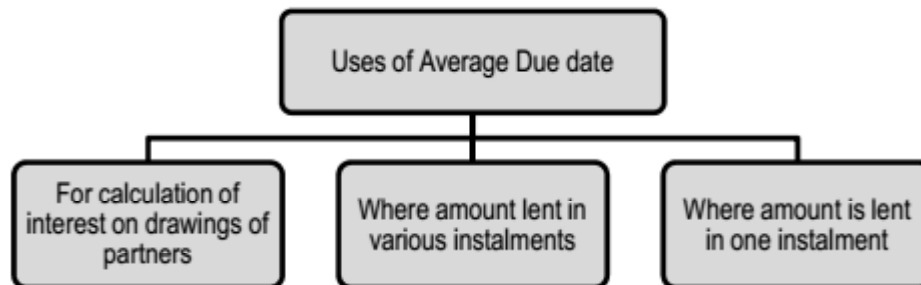 Uses of Average Due date
For calculation of
interest on drawings of
partners
Where amount lent in
various instalments
Where amount is lent
in one instalment